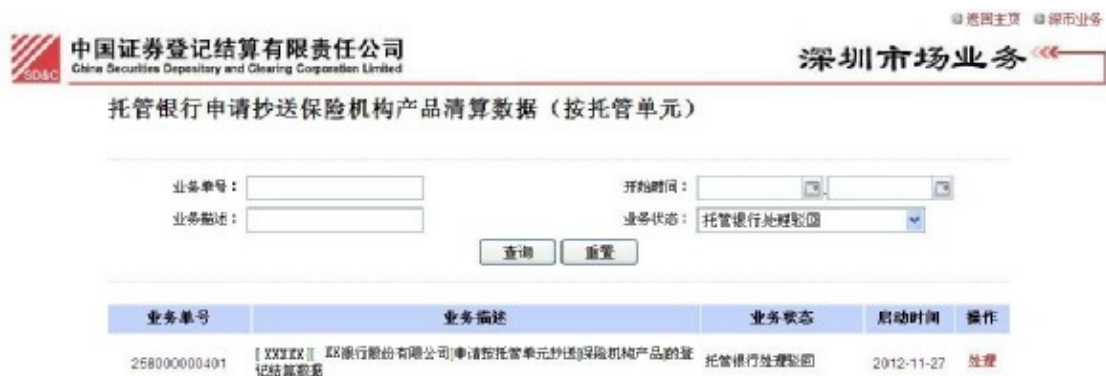 返回主页 深市业务
中国证券登记结算有限责任公司
China Securities Depository and Clearing Corporation Limited
SD&C
深圳市场业务
托管银行申请抄送保险机构产品清算数据（按托管单元）
业务单号： 开始时间：
业务描述： 业务状态： 托管银行处理驳回
查询 重置
业务单号 业务描述 业务状态 启动时间 操作
258000000401 [XXXXX][ XX银行股份有限公司]申请按托管单元抄送[保险机构产品]的登 托管银行处理驳回 2012-11-27 处理
记结算数据